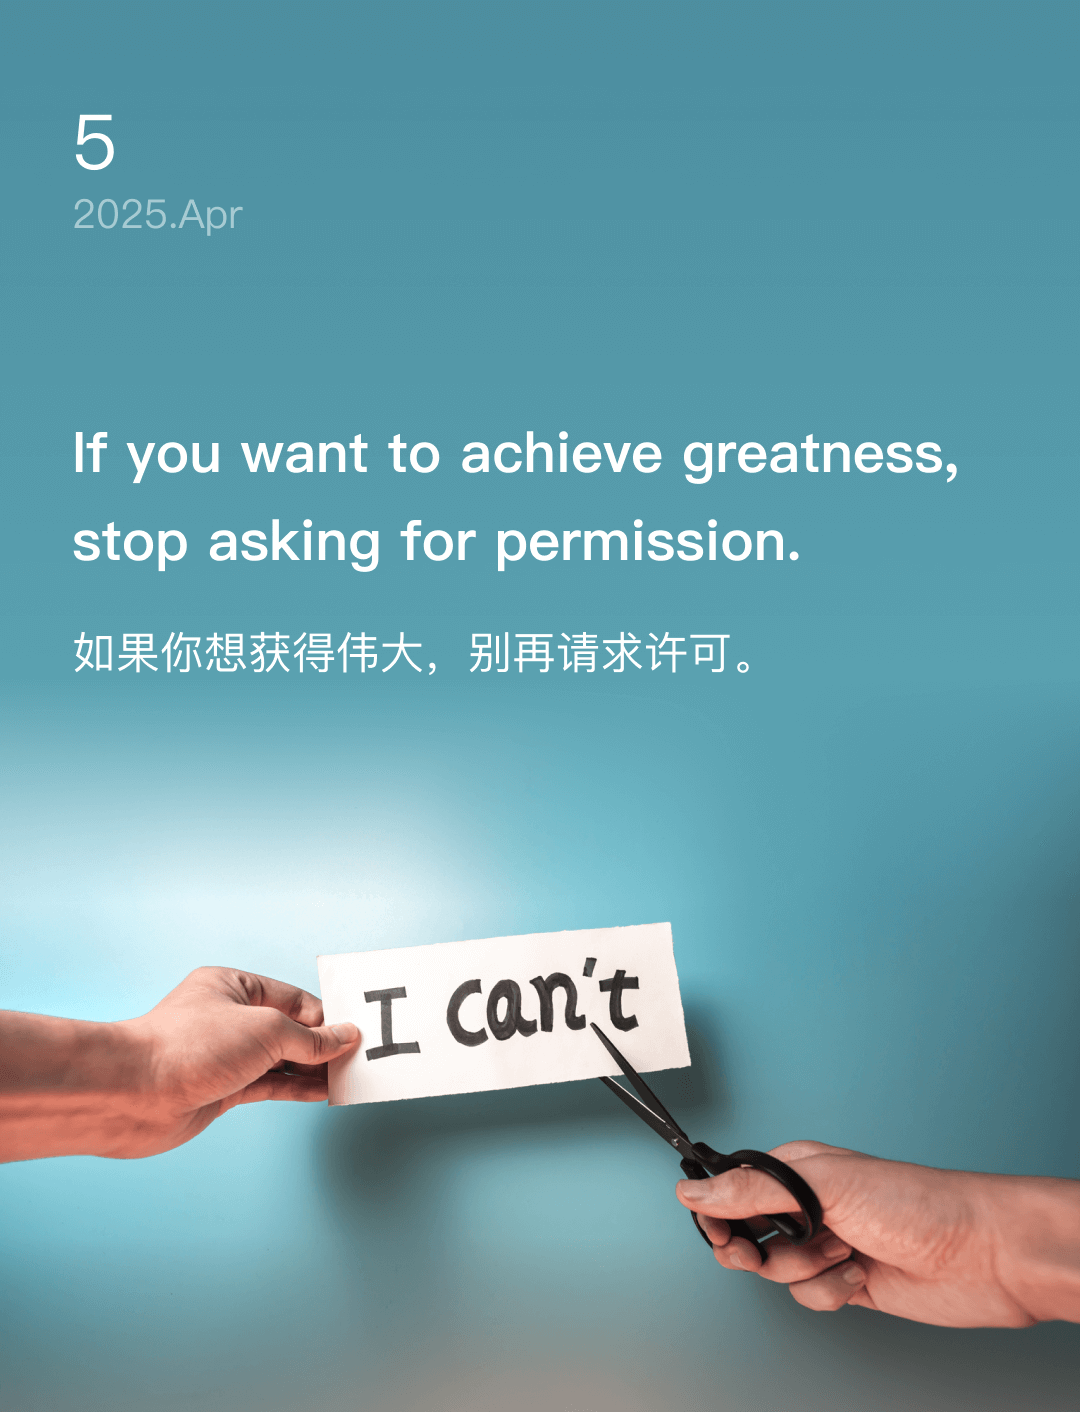 5
2025.Apr
If you want to achieve greatness,
stop asking for permission.
如果你想获得伟大，别再请求许可。
I can't